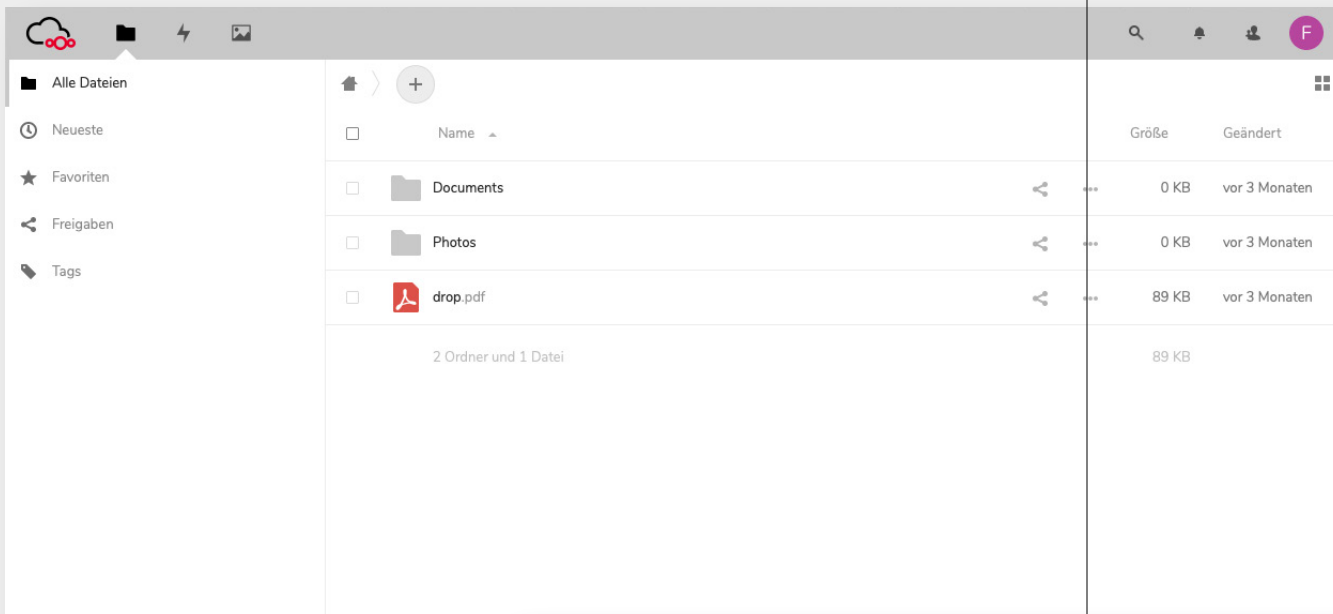 F
Alle Dateien
Neueste
Favoriten
Freigaben
Tags
Name Größe Geändert
Documents 0 KB vor 3 Monaten
Photos 0 KB vor 3 Monaten
drop.pdf 89 KB vor 3 Monaten
2 Ordner und 1 Datei 89 KB